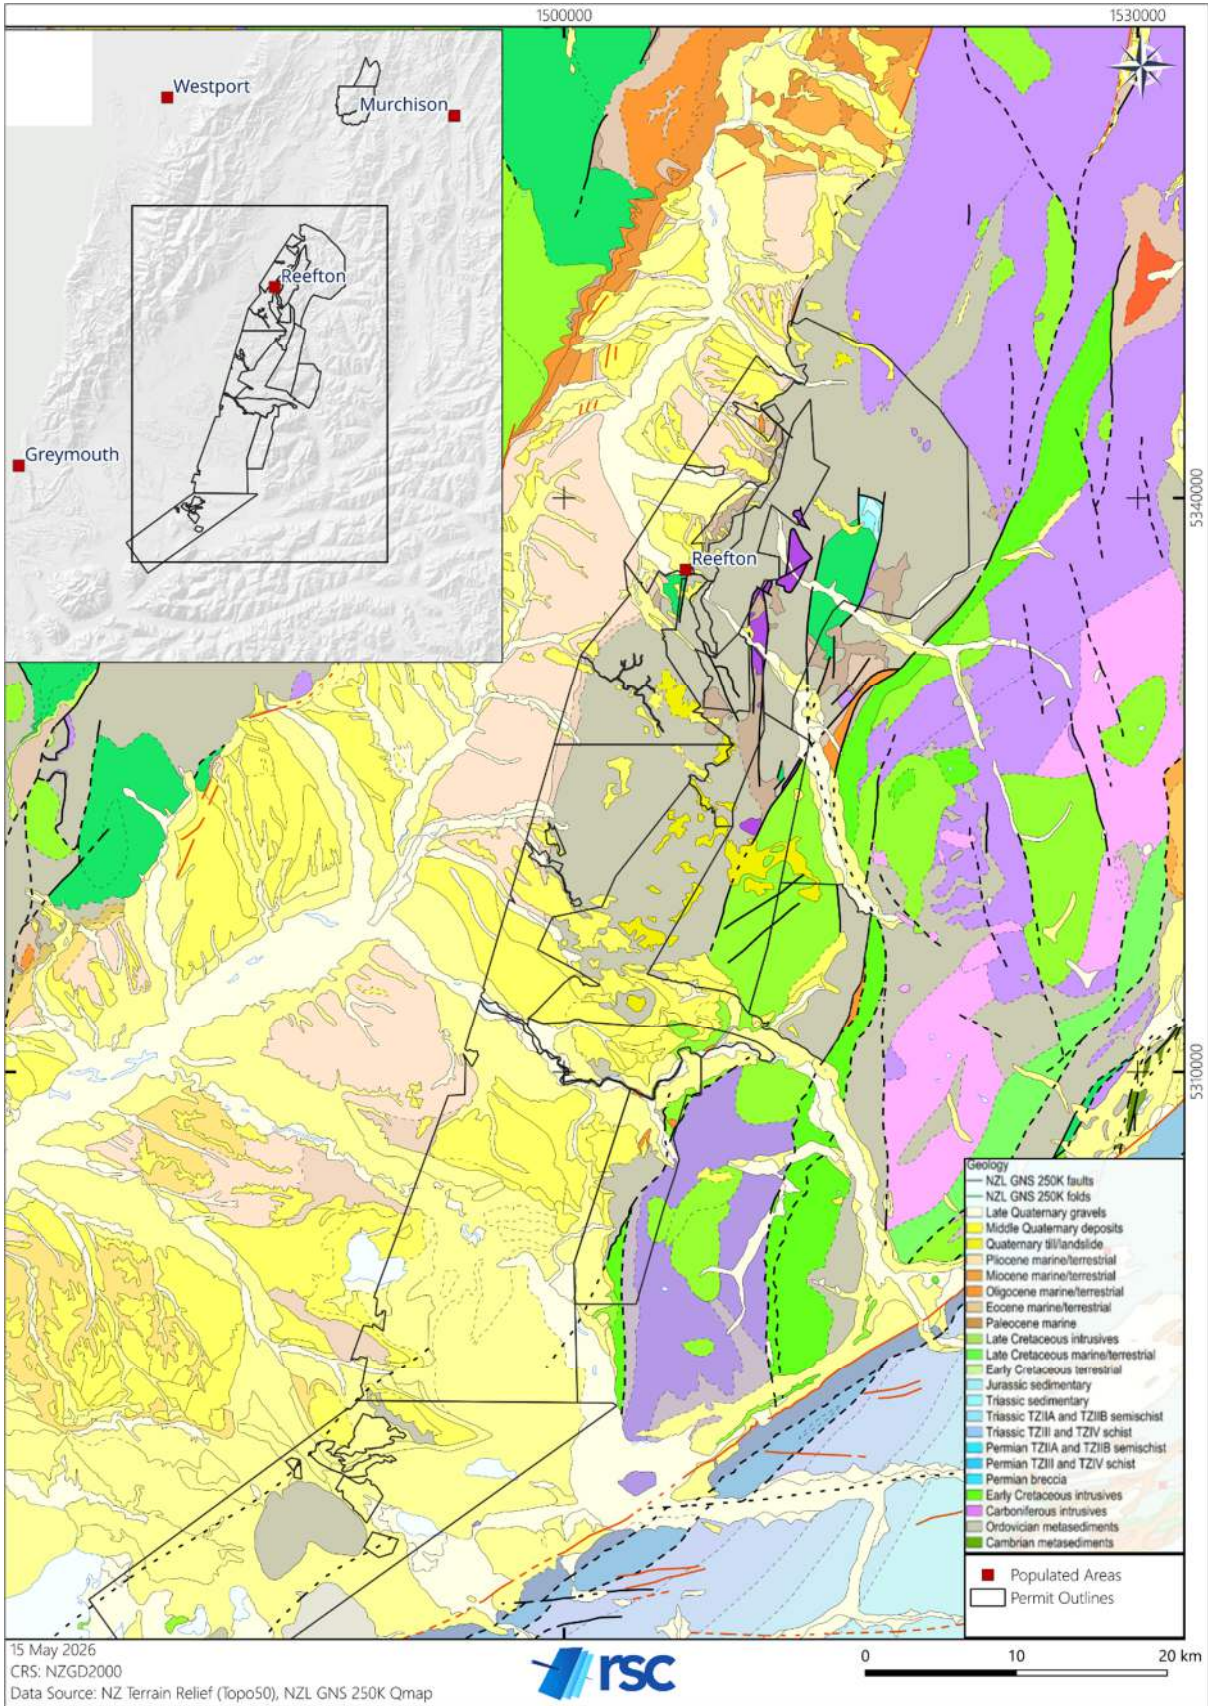 1500000
1530000
Westport
Murchison
Reefton
Greymouth
5340000
Reefton
5310000
Geology
NZL GNS 250K faults
NZL GNS 250K folds
Late Quaternary gravels
Middle Quaternary deposits
Quaternary till/landslide
Pliocene marine/terrestrial
Miocene marine/terrestrial
Oligocene marine/terrestrial
Eocene marine/terrestrial
Paleocene marine
Late Cretaceous intrusives
Late Cretaceous marine/terrestrial
Early Cretaceous terrestrial
Jurassic sedimentary
Triassic sedimentary
Triassic TZIIA and TZIIB semischist
Triassic TZIII and TZIV schist
Permian TZIIA and TZIIB semischist
Permian TZIII and TZIV schist
Permian breccia
Early Cretaceous intrusives
Carboniferous intrusives
Ordovician metasediments
Cambrian metasediments
Populated Areas
Permit Outlines
15 May 2026
CRS: NZGD2000
Data Source: NZ Terrain Relief (Topo50), NZL GNS 250K Qmap
rsc
0 10 20 km